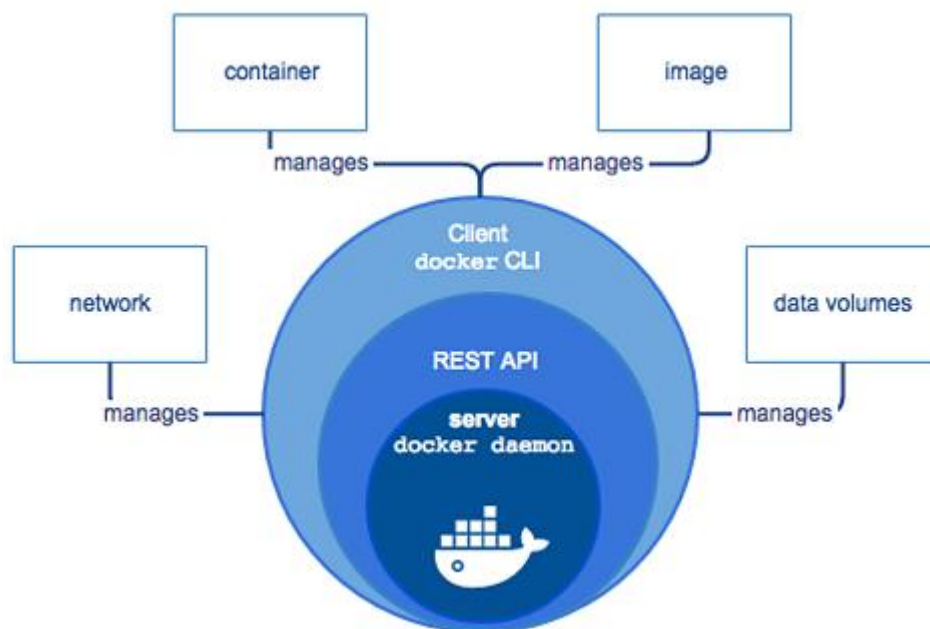 container
image
manages
manages
Client
docker CLI
network
data volumes
REST API
manages
manages
server
docker daemon